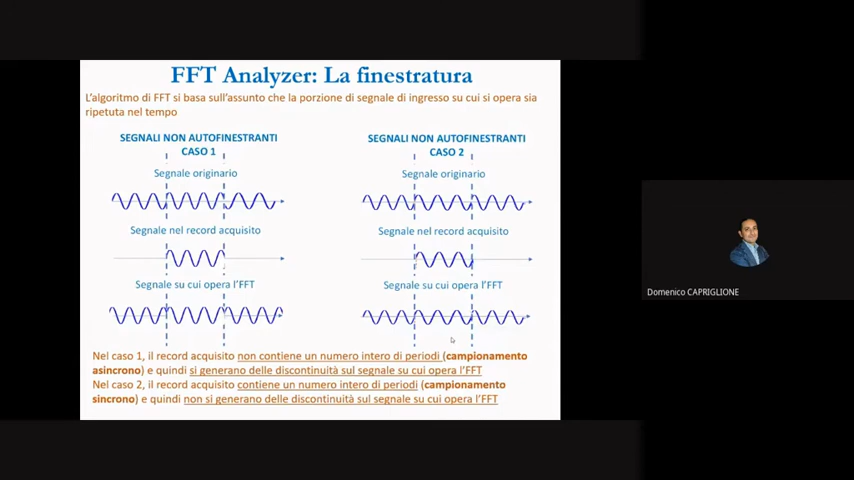 FFT Analyzer: La finestratura
L'algoritmo di FFT si basa sull'assunto che la porzione di segnale di ingresso su cui si opera sia
ripetuta nel tempo
SEGNALI NON AUTOFINESTRANTI
CASO 1
Segnale originario
Segnale nel record acquisito
Segnale su cui opera l'FFT
SEGNALI NON AUTOFINESTRANTI
CASO 2
Segnale originario
Segnale nel record acquisito
Segnale su cui opera l'FFT
Nel caso 1, il record acquisito non contiene un numero intero di periodi (campionamento
asincrono) e quindi si generano delle discontinuità sul segnale su cui opera l'FFT
Nel caso 2, il record acquisito contiene un numero intero di periodi (campionamento
sincrono) e quindi non si generano delle discontinuità sul segnale su cui opera l'FFT
Domenico CAPRIGLIONE